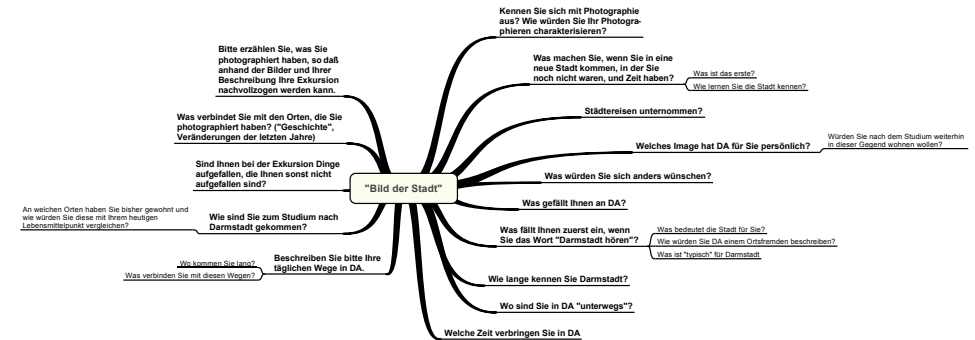 "Bild der Stadt"
Kennen Sie sich mit Photographie
aus? Wie würden Sie Ihr Photogra-
phieren charakterisieren?
Was machen Sie, wenn Sie in eine
neue Stadt kommen, in der Sie
noch nicht waren, und Zeit haben?
Was ist das erste?
Wie lernen Sie die Stadt kennen?
Städtereisen unternommen?
Welches Image hat DA für Sie persönlich?
Würden Sie nach dem Studium weiterhin
in dieser Gegend wohnen wollen?
Was würden Sie sich anders wünschen?
Was gefällt Ihnen an DA?
Was fällt Ihnen zuerst ein, wenn
Sie das Wort "Darmstadt hören"?
Was bedeutet die Stadt für Sie?
Wie würden Sie DA einem Ortsfremden beschreiben?
Was ist "typisch" für Darmstadt
Wie lange kennen Sie Darmstadt?
Wo sind Sie in DA "unterwegs"?
Welche Zeit verbringen Sie in DA
Bitte erzählen Sie, was Sie
photographiert haben, so daß
anhand der Bilder und Ihrer
Beschreibung Ihre Exkursion
nachvollzogen werden kann.
Was verbindet Sie mit den Orten, die Sie
photographiert haben? ("Geschichte",
Veränderungen der letzten Jahre)
Sind Ihnen bei der Exkursion Dinge
aufgefallen, die Ihnen sonst nicht
aufgefallen sind?
Wie sind Sie zum Studium nach
Darmstadt gekommen?
An welchen Orten haben Sie bisher gewohnt und
wie würden Sie diese mit Ihrem heutigen
Lebensmittelpunkt vergleichen?
Beschreiben Sie bitte Ihre
täglichen Wege in DA.
Wo kommen Sie lang?
Was verbinden Sie mit diesen Wegen?